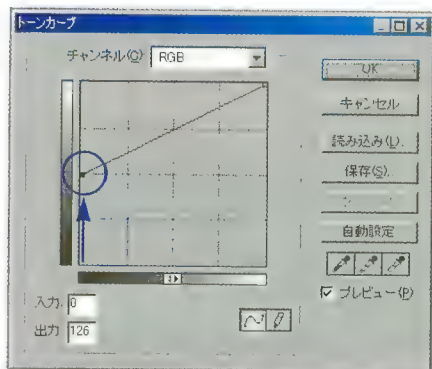 トーンカーブ
チャンネル(C) RGB
OK
キャンセル
読み込み(L)..
保存(S)..
自動設定
プレビュー(P)
入力: 0
出力: 126